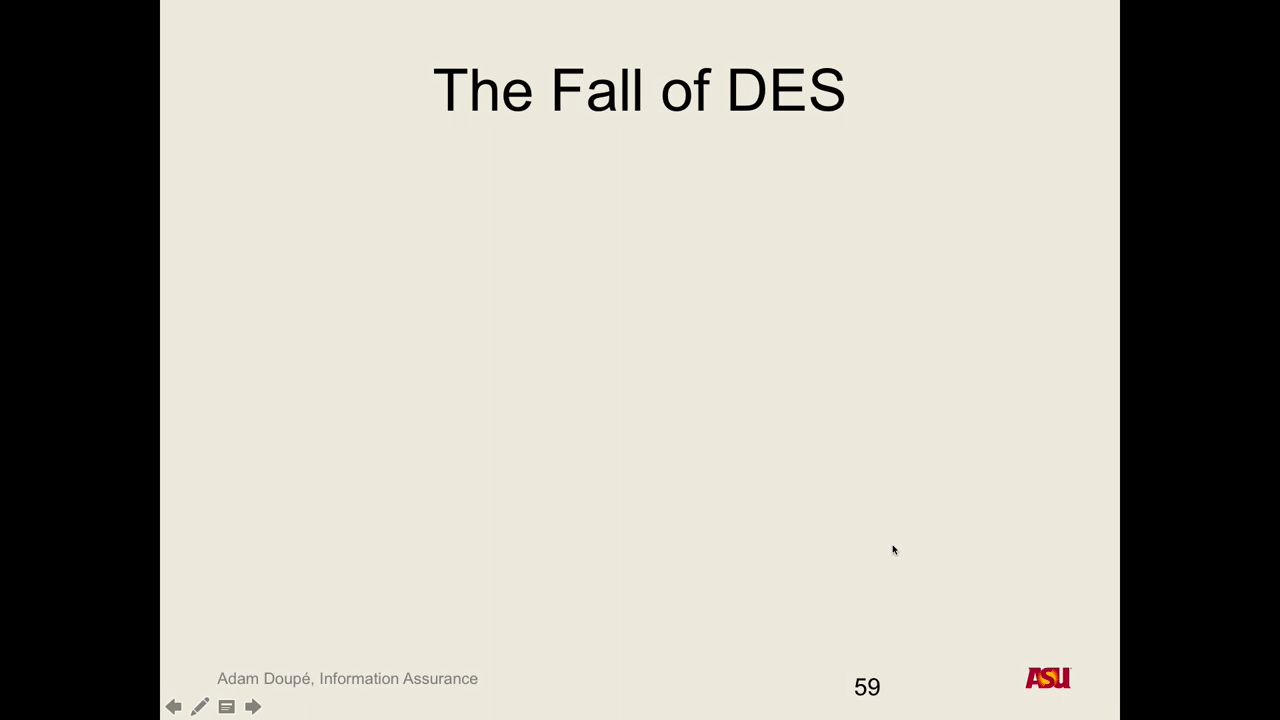 The Fall of DES
Adam Doupé, Information Assurance
59
ASU